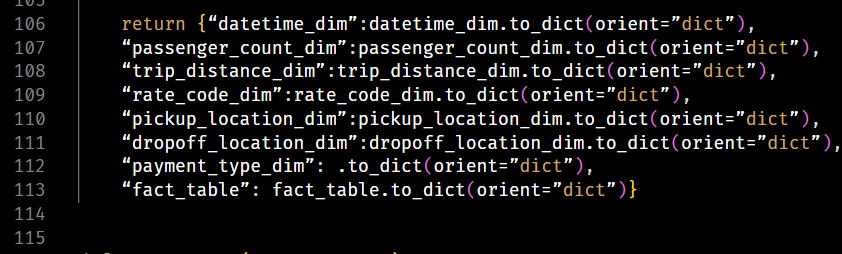 106 return {“datetime_dim”:datetime_dim.to_dict(orient=”dict”),
107 “passenger_count_dim”:passenger_count_dim.to_dict(orient=”dict”),
108 “trip_distance_dim”:trip_distance_dim.to_dict(orient=”dict”),
109 “rate_code_dim”:rate_code_dim.to_dict(orient=”dict”),
110 “pickup_location_dim”:pickup_location_dim.to_dict(orient=”dict”),
111 “dropoff_location_dim”:dropoff_location_dim.to_dict(orient=”dict”),
112 “payment_type_dim”: .to_dict(orient=”dict”),
113 “fact_table”: fact_table.to_dict(orient=”dict”)}
114
115